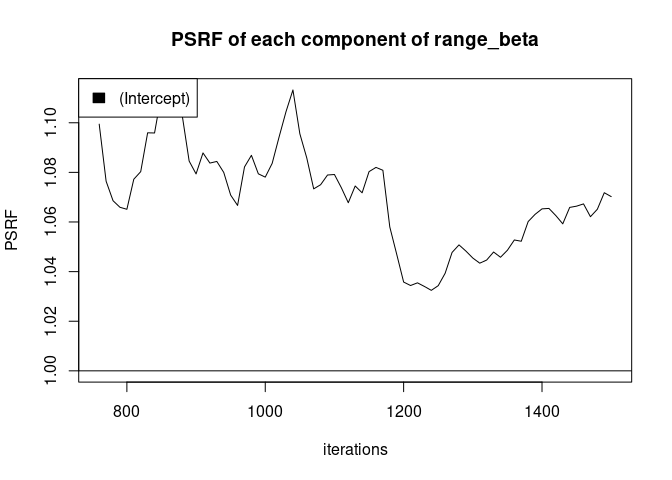 PSRF of each component of range_beta
(Intercept)
PSRF
1.10
1.08
1.06
1.04
1.02
1.00
800 1000 1200 1400
iterations